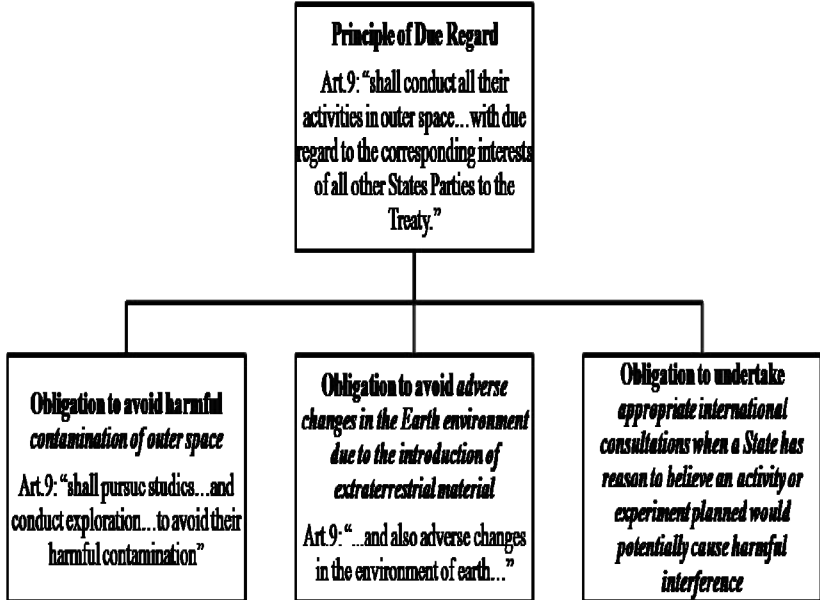 Principle of Due Regard
Art.9: “shall conduct all their
activities in outer space...with due
regard to the corresponding interests
of all other States Parties to the
Treaty.”
Obligation to avoid harmful
contamination of outer space
Art.9: “shall pursue studies...and
conduct exploration...to avoid their
harmful contamination”
Obligation to avoid adverse
changes in the Earth environment
due to the introduction of
extraterrestrial material
Art.9: “...and also adverse changes
in the environment of earth...”
Obligation to undertake
appropriate international
consultations when a State has
reason to believe an activity or
experiment planned would
potentially cause harmful
interference